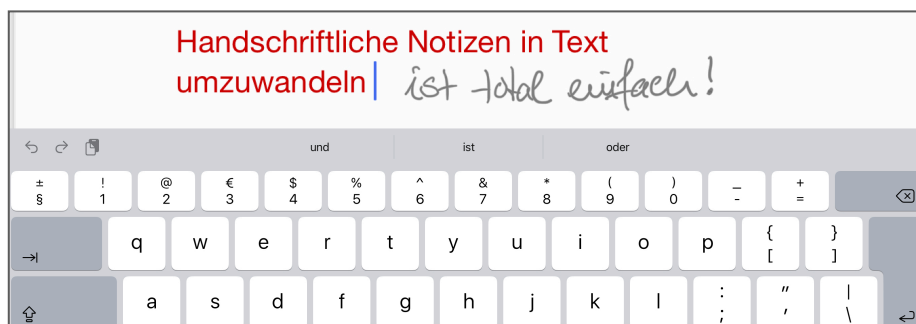 Handschriftliche Notizen in Text
umzuwandeln ist total einfach!
und ist oder
± ! @ € $ % ^ & * ( ) _ +
§ 1 2 3 4 5 6 7 8 9 0 - =
q w e r t y u i o p { }
[ ]
a s d f g h j k l : " |
; ' \